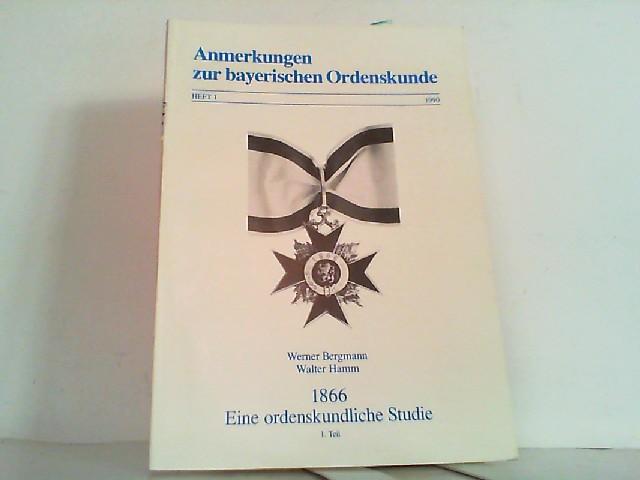 Anmerkungen
zur bayerischen Ordenskunde
HEFT 1 1990
Werner Bergmann
Walter Hamm
1866
Eine ordenskundliche Studie
1. Teil